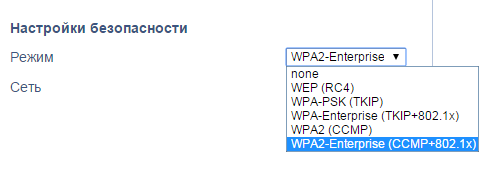 Настройки безопасности
Режим WPA2-Enterprise
Сеть
none
WEP (RC4)
WPA-PSK (TKIP)
WPA-Enterprise (TKIP+802.1x)
WPA2 (CCMP)
WPA2-Enterprise (CCMP+802.1x)